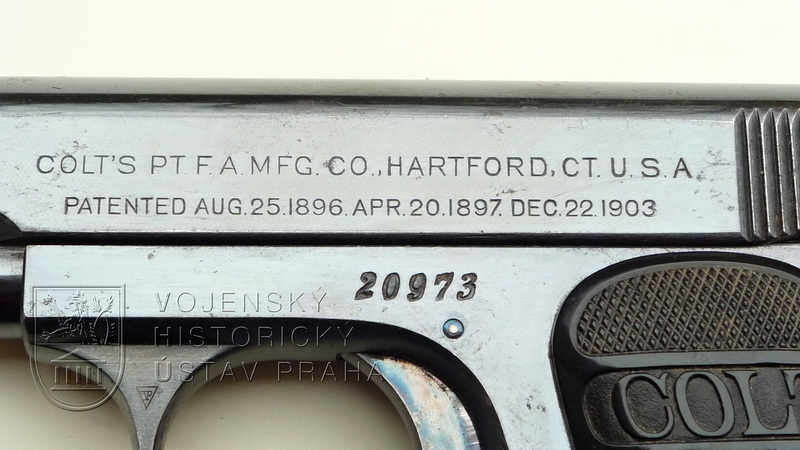 COLT'S PT. F.A. MFG. CO., HARTFORD, CT. U.S.A.
PATENTED AUG.25.1896. APR.20.1897. DEC.22.1903
20973
VOJENSKÝ
HISTORICKÝ
ÚSTAV PRAHA
COLT